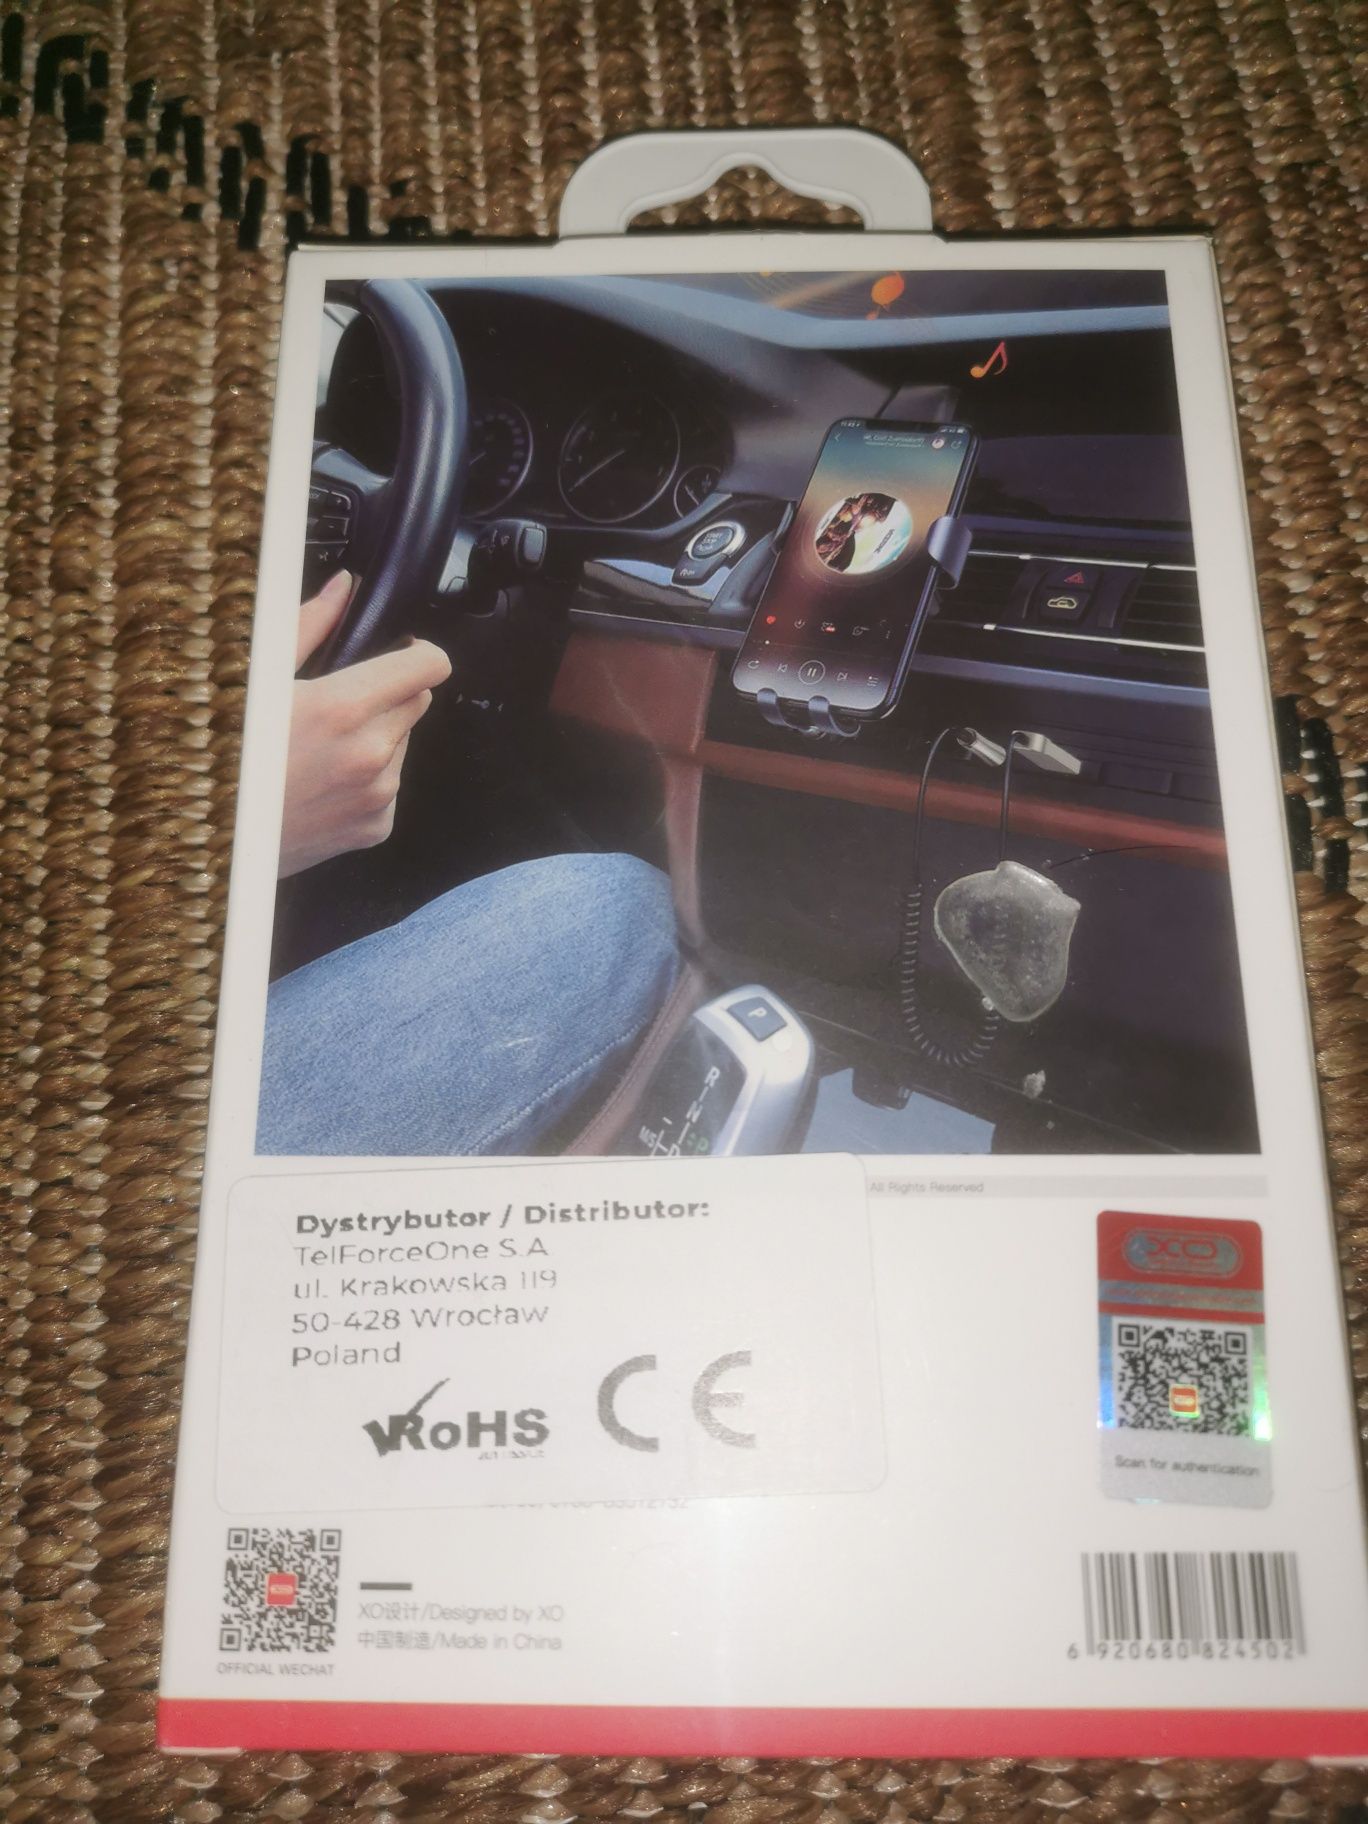 START
STOP
P
R
N
D
M/S
All Rights Reserved
Dystrybutor / Distributor:
TelForceOne S.A
ul. Krakowska 119
50-428 Wrocław
Poland
RoHS
CE
XO
Scan for authentication
XO设计/Designed by XO
中国制造/Made in China
OFFICIAL WECHAT
6 920680 824502